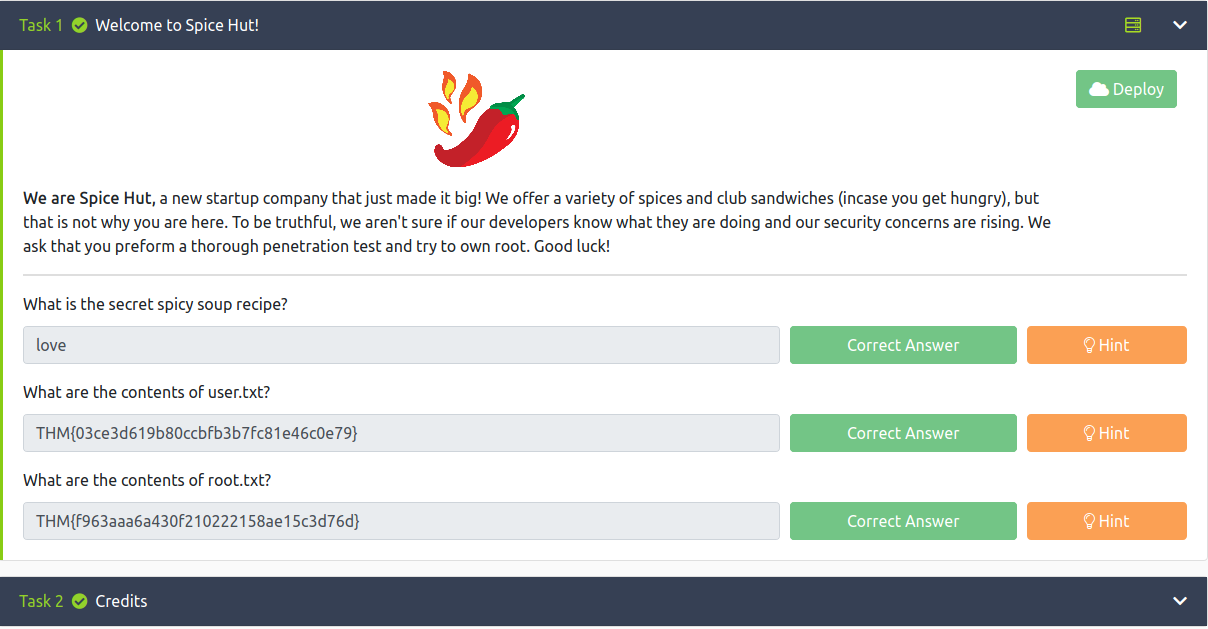 Task 1 Welcome to Spice Hut!
Deploy
We are Spice Hut, a new startup company that just made it big! We offer a variety of spices and club sandwiches (incase you get hungry), but
that is not why you are here. To be truthful, we aren't sure if our developers know what they are doing and our security concerns are rising. We
ask that you preform a thorough penetration test and try to own root. Good luck!
What is the secret spicy soup recipe?
love Correct Answer Hint
What are the contents of user.txt?
THM{03ce3d619b80ccbfb3b7fc81e46c0e79} Correct Answer Hint
What are the contents of root.txt?
THM{f963aaa6a430f210222158ae15c3d76d} Correct Answer Hint
Task 2 Credits